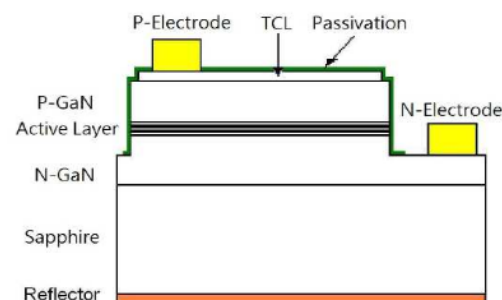 P-Electrode
TCL
Passivation
P-GaN
Active Layer
N-Electrode
N-GaN
Sapphire
Reflector